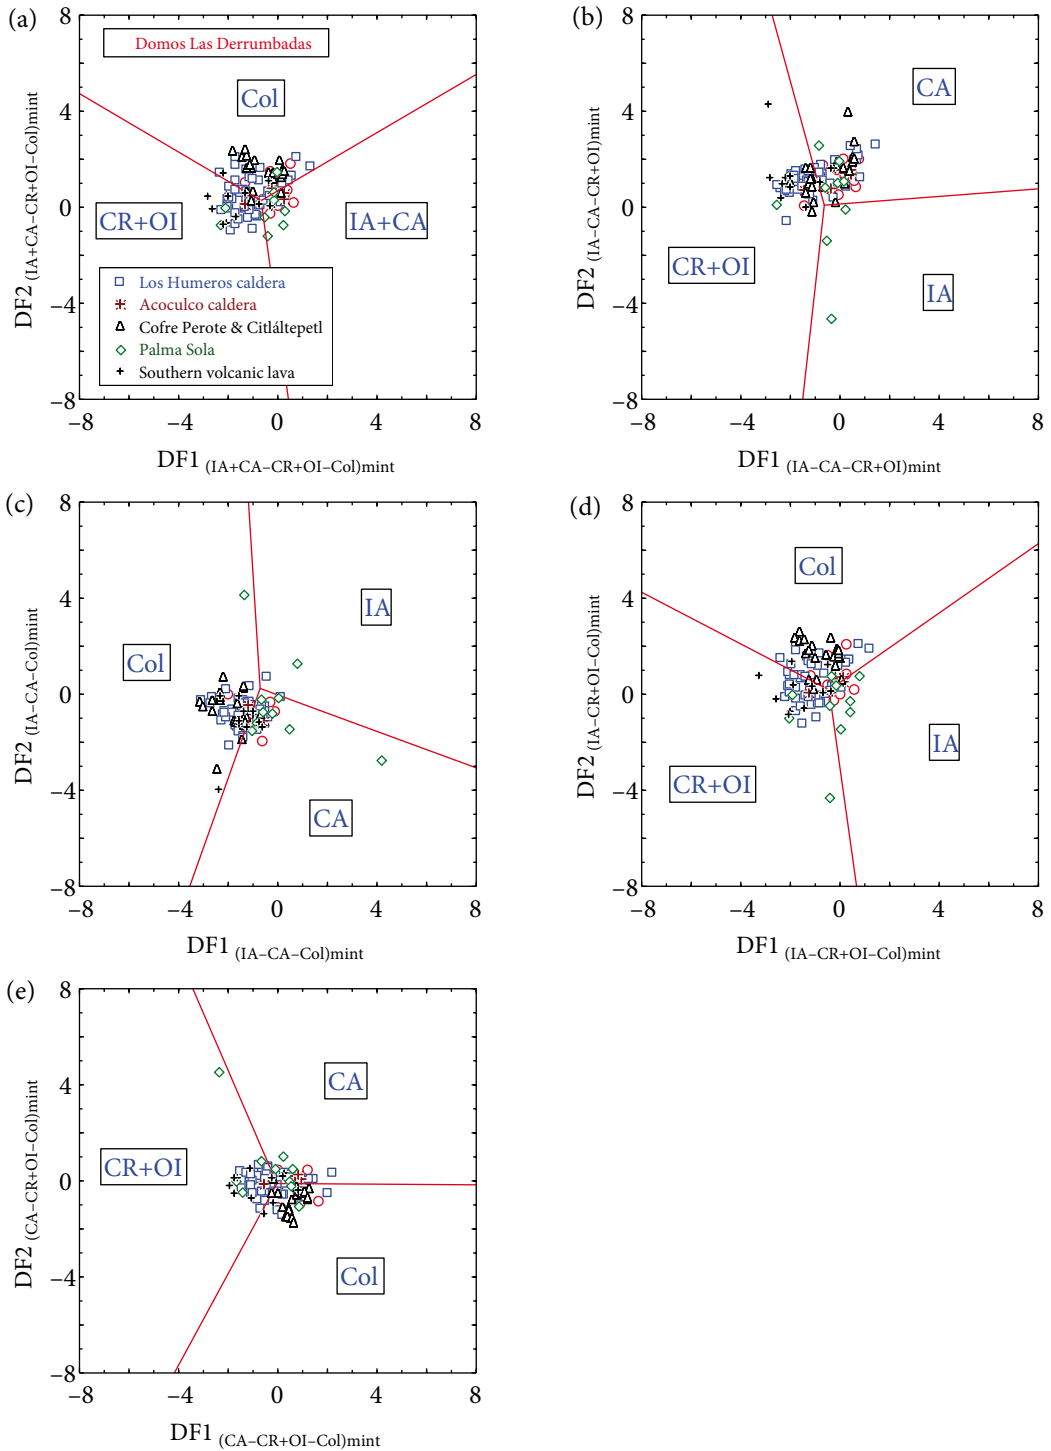 (a)
8
Domos Las Derrumbadas
Col
4
0
CR+OI
IA+CA
Los Humeros caldera
Acoculco caldera
Cofre Perote & Citláltepetl
Palma Sola
Southern volcanic lava
−4
−8
−8 −4 0 4 8
DF2 (IA+CA−CR+OI−Col)mint
DF1 (IA+CA−CR+OI−Col)mint
(b)
8
CA
4
0
CR+OI
IA
−4
−8
−8 −4 0 4 8
DF2 (IA−CA−CR+OI)mint
DF1 (IA−CA−CR+OI)mint
(c)
8
IA
4
Col
0
−4
CA
−8
−8 −4 0 4 8
DF2 (IA−CA−Col)mint
DF1 (IA−CA−Col)mint
(d)
8
Col
4
0
IA
CR+OI
−4
−8
−8 −4 0 4 8
DF2 (IA−CR+OI−Col)mint
DF1 (IA−CR+OI−Col)mint
(e)
8
CA
4
CR+OI
0
Col
−4
−8
−8 −4 0 4 8
DF2 (CA−CR+OI−Col)mint
DF1 (CA−CR+OI−Col)mint